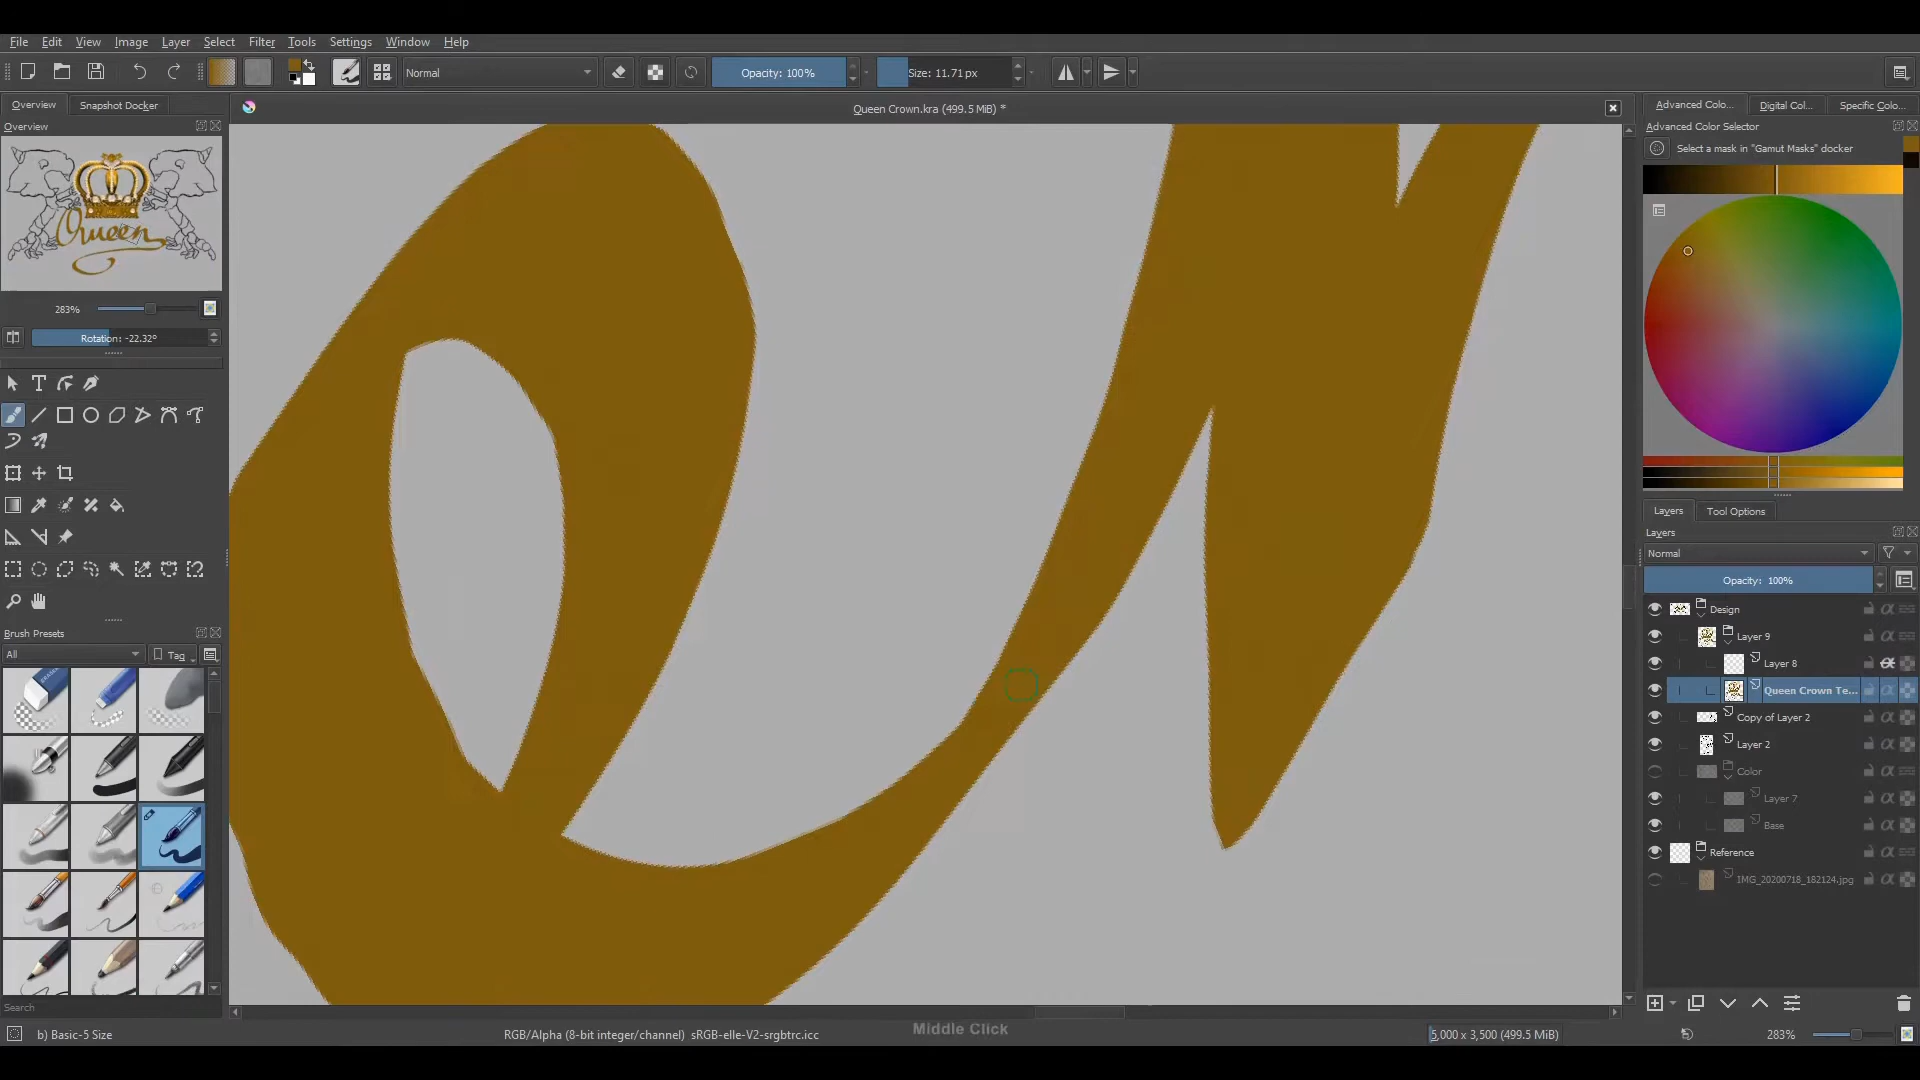 File Edit View Image Layer Select Filter Tools Settings Window Help
Normal
Opacity: 100%
Size: 11.71 px
Overview Snapshot Docker
Queen Crown.kra (499.5 MiB) *
Advanced Colo... Digital Col... Specific Colo...
Overview
Advanced Color Selector
Select a mask in "Gamut Masks" docker
Queen
283%
Rotation: -22.32°
Layers Tool Options
Layers
Normal
Opacity: 100%
Design
Layer 9
Layer 8
Queen Crown Te...
Copy of Layer 2
Layer 2
Color
Layer 7
Base
Reference
IMG_20200718_182124.jpg
Brush Presets
All
Tag
Search
b) Basic-5 Size
RGB/Alpha (8-bit integer/channel) sRGB-elle-V2-srgbtrc.icc
Middle Click
5,000 x 3,500 (499.5 MiB)
283%